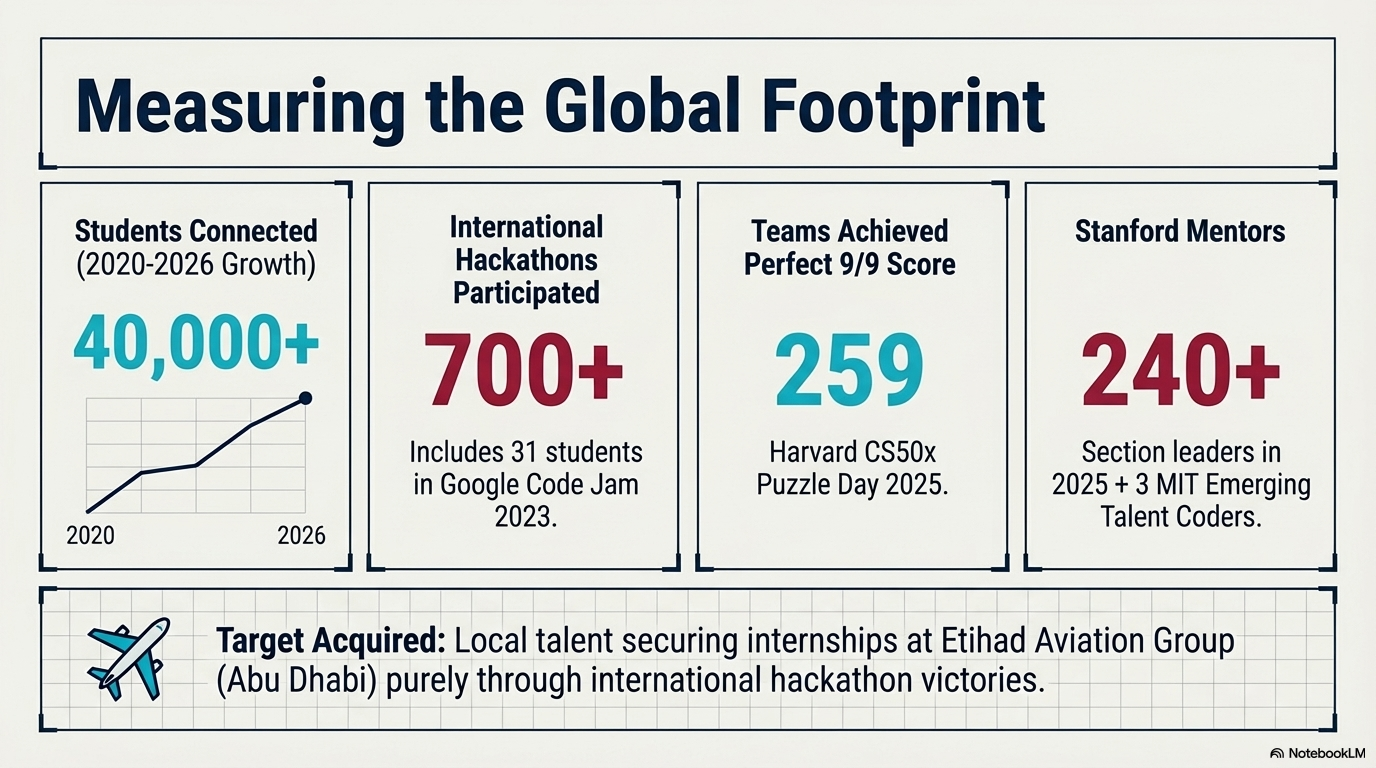 Measuring the Global Footprint
Students Connected
(2020-2026 Growth)
40,000+
2020
2026
International
Hackathons
Participated
700+
Includes 31 students
in Google Code Jam
2023.
Teams Achieved
Perfect 9/9 Score
259
Harvard CS50x
Puzzle Day 2025.
Stanford Mentors
240+
Section leaders in
2025 + 3 MIT Emerging
Talent Coders.
Target Acquired: Local talent securing internships at Etihad Aviation Group
(Abu Dhabi) purely through international hackathon victories.
NotebookLM